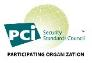 PCi Security
Standards Council
PARTICIPATING ORGANIZATION